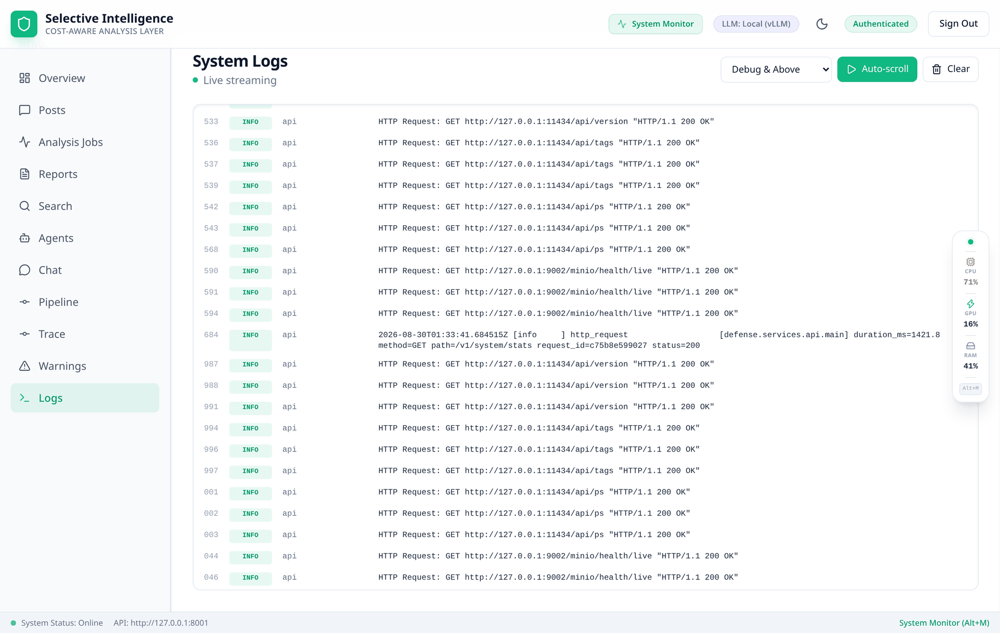 Selective Intelligence
COST-AWARE ANALYSIS LAYER
System Monitor
LLM: Local (vLLM)
Authenticated
Sign Out
MENU
Overview
Posts
Analysis Jobs
Reports
Search
Agents
Chat
Pipeline
Trace
Warnings
Logs
System Logs
Live streaming
Debug & Above
Auto-scroll
Clear
533 INFO api HTTP Request: GET http://127.0.0.1:11434/api/version "HTTP/1.1 200 OK"
536 INFO api HTTP Request: GET http://127.0.0.1:11434/api/tags "HTTP/1.1 200 OK"
537 INFO api HTTP Request: GET http://127.0.0.1:11434/api/tags "HTTP/1.1 200 OK"
539 INFO api HTTP Request: GET http://127.0.0.1:11434/api/tags "HTTP/1.1 200 OK"
542 INFO api HTTP Request: GET http://127.0.0.1:11434/api/ps "HTTP/1.1 200 OK"
543 INFO api HTTP Request: GET http://127.0.0.1:11434/api/ps "HTTP/1.1 200 OK"
568 INFO api HTTP Request: GET http://127.0.0.1:11434/api/ps "HTTP/1.1 200 OK"
590 INFO api HTTP Request: GET http://127.0.0.1:9002/minio/health/live "HTTP/1.1 200 OK"
591 INFO api HTTP Request: GET http://127.0.0.1:9002/minio/health/live "HTTP/1.1 200 OK"
594 INFO api HTTP Request: GET http://127.0.0.1:9002/minio/health/live "HTTP/1.1 200 OK"
684 INFO api 2026-08-30T01:33:41.684515Z [info     ] http_request                   [defense.services.api.main] duration_ms=1421.8
method=GET path=/v1/system/stats request_id=c75b8e599027 status=200
987 INFO api HTTP Request: GET http://127.0.0.1:11434/api/version "HTTP/1.1 200 OK"
988 INFO api HTTP Request: GET http://127.0.0.1:11434/api/version "HTTP/1.1 200 OK"
991 INFO api HTTP Request: GET http://127.0.0.1:11434/api/version "HTTP/1.1 200 OK"
994 INFO api HTTP Request: GET http://127.0.0.1:11434/api/tags "HTTP/1.1 200 OK"
996 INFO api HTTP Request: GET http://127.0.0.1:11434/api/tags "HTTP/1.1 200 OK"
997 INFO api HTTP Request: GET http://127.0.0.1:11434/api/tags "HTTP/1.1 200 OK"
001 INFO api HTTP Request: GET http://127.0.0.1:11434/api/ps "HTTP/1.1 200 OK"
002 INFO api HTTP Request: GET http://127.0.0.1:11434/api/ps "HTTP/1.1 200 OK"
003 INFO api HTTP Request: GET http://127.0.0.1:11434/api/ps "HTTP/1.1 200 OK"
044 INFO api HTTP Request: GET http://127.0.0.1:9002/minio/health/live "HTTP/1.1 200 OK"
046 INFO api HTTP Request: GET http://127.0.0.1:9002/minio/health/live "HTTP/1.1 200 OK"
CPU
71%
GPU
16%
RAM
41%
Alt+M
System Status: Online
API: http://127.0.0.1:8001
System Monitor (Alt+M)